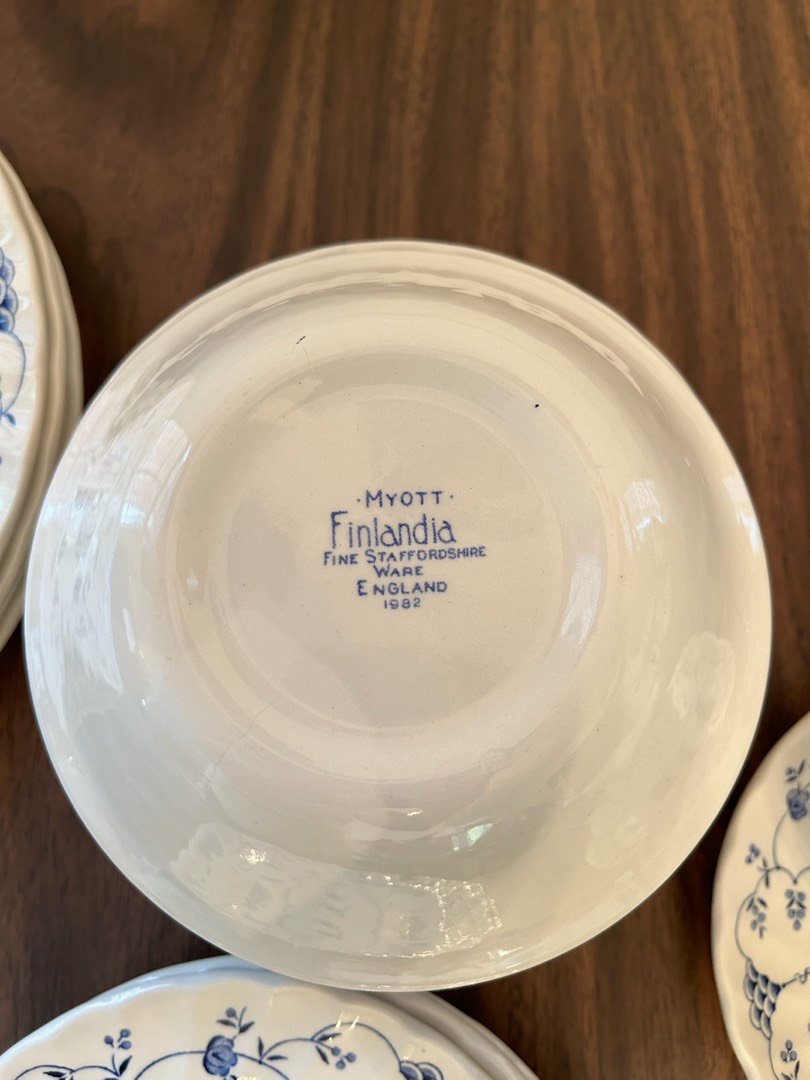 ·MYOTT·
Finlandia
FINE STAFFORDSHIRE
WARE
ENGLAND
1982